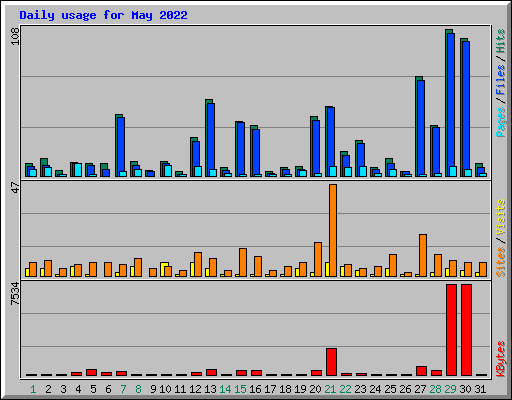 Daily usage for May 2022
108
Pages / Files / Hits
47
Sites / Visits
7534
KBytes
1 2 3 4 5 6 7 8 9 10 11 12 13 14 15 16 17 18 19 20 21 22 23 24 25 26 27 28 29 30 31